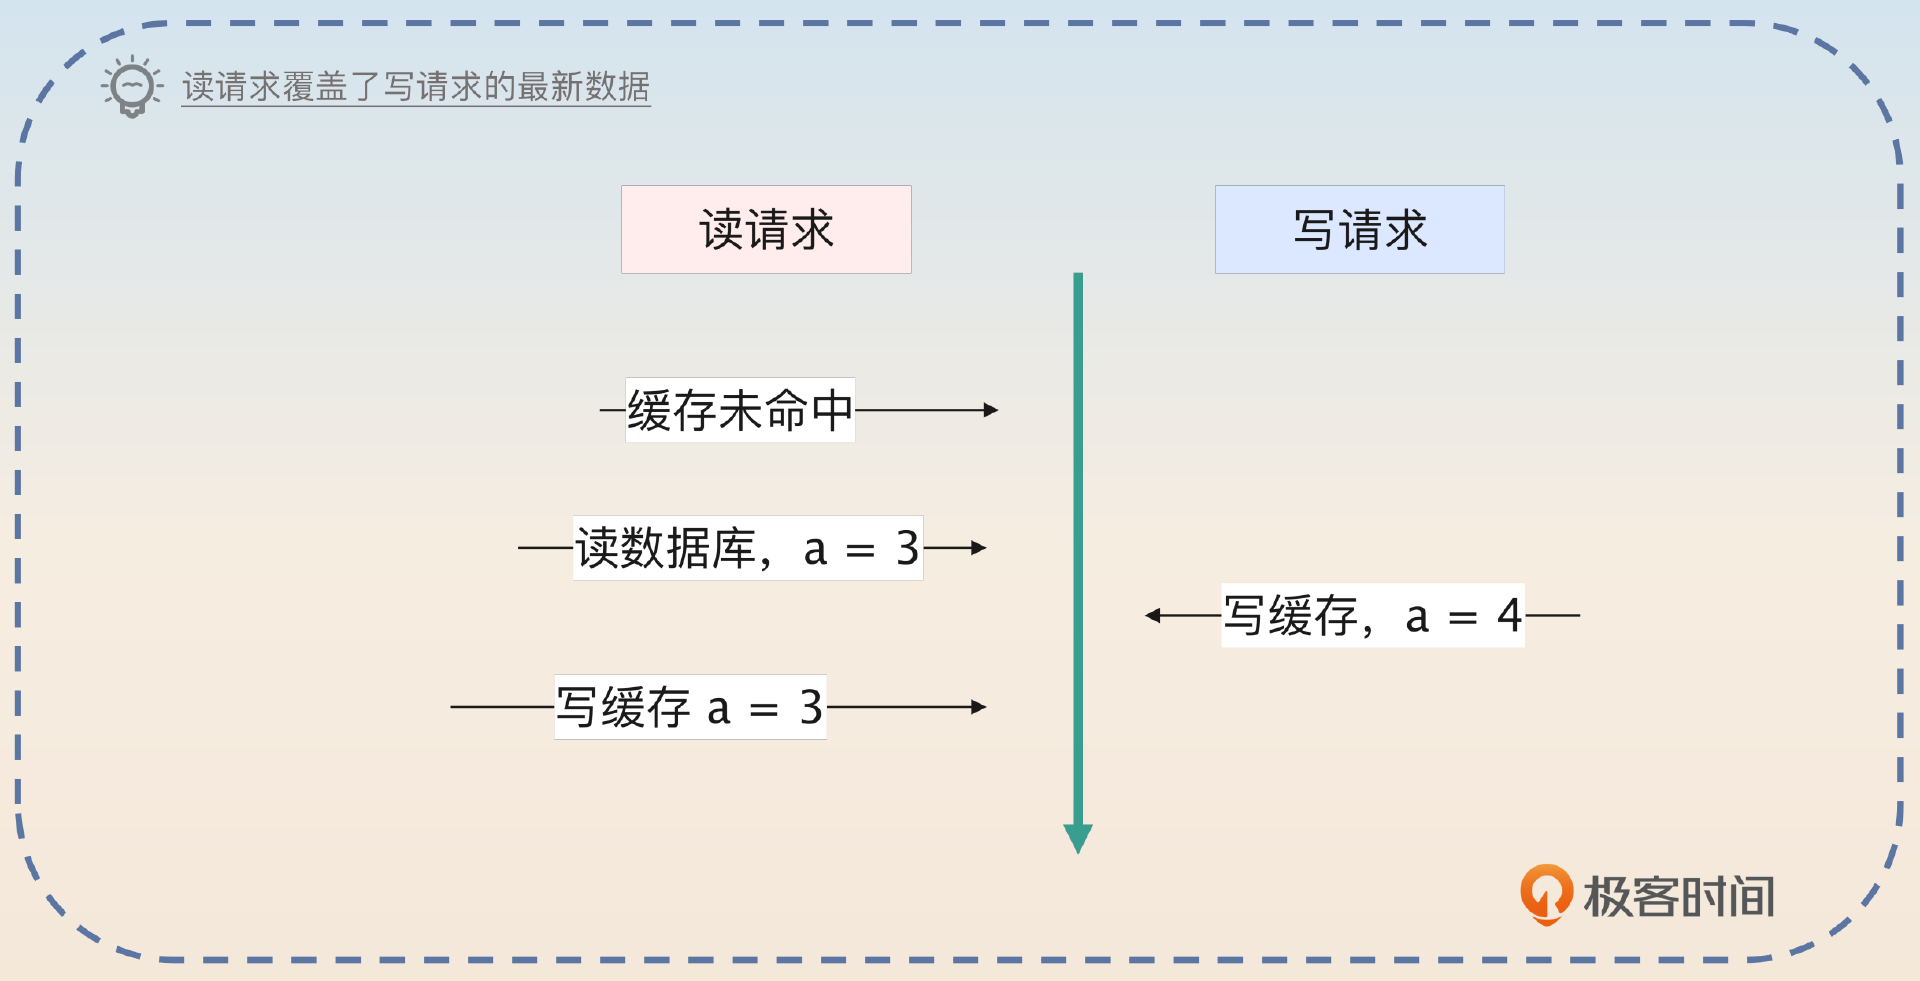 读请求覆盖了写请求的最新数据
读请求
写请求
缓存未命中
读数据库，a = 3
写缓存，a = 4
写缓存 a = 3
极客时间